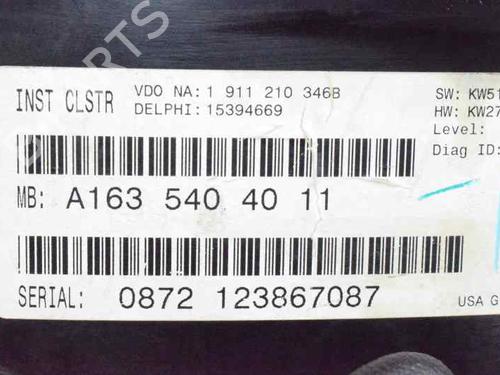 PARTS
INST CLSTR
VDO NA: 1 911 210 346B
DELPHI: 15394669
SW: KW51
HW: KW27
Level:
Diag ID:
MB: A163 540 40 11
SERIAL: 0872 123867087
USA G